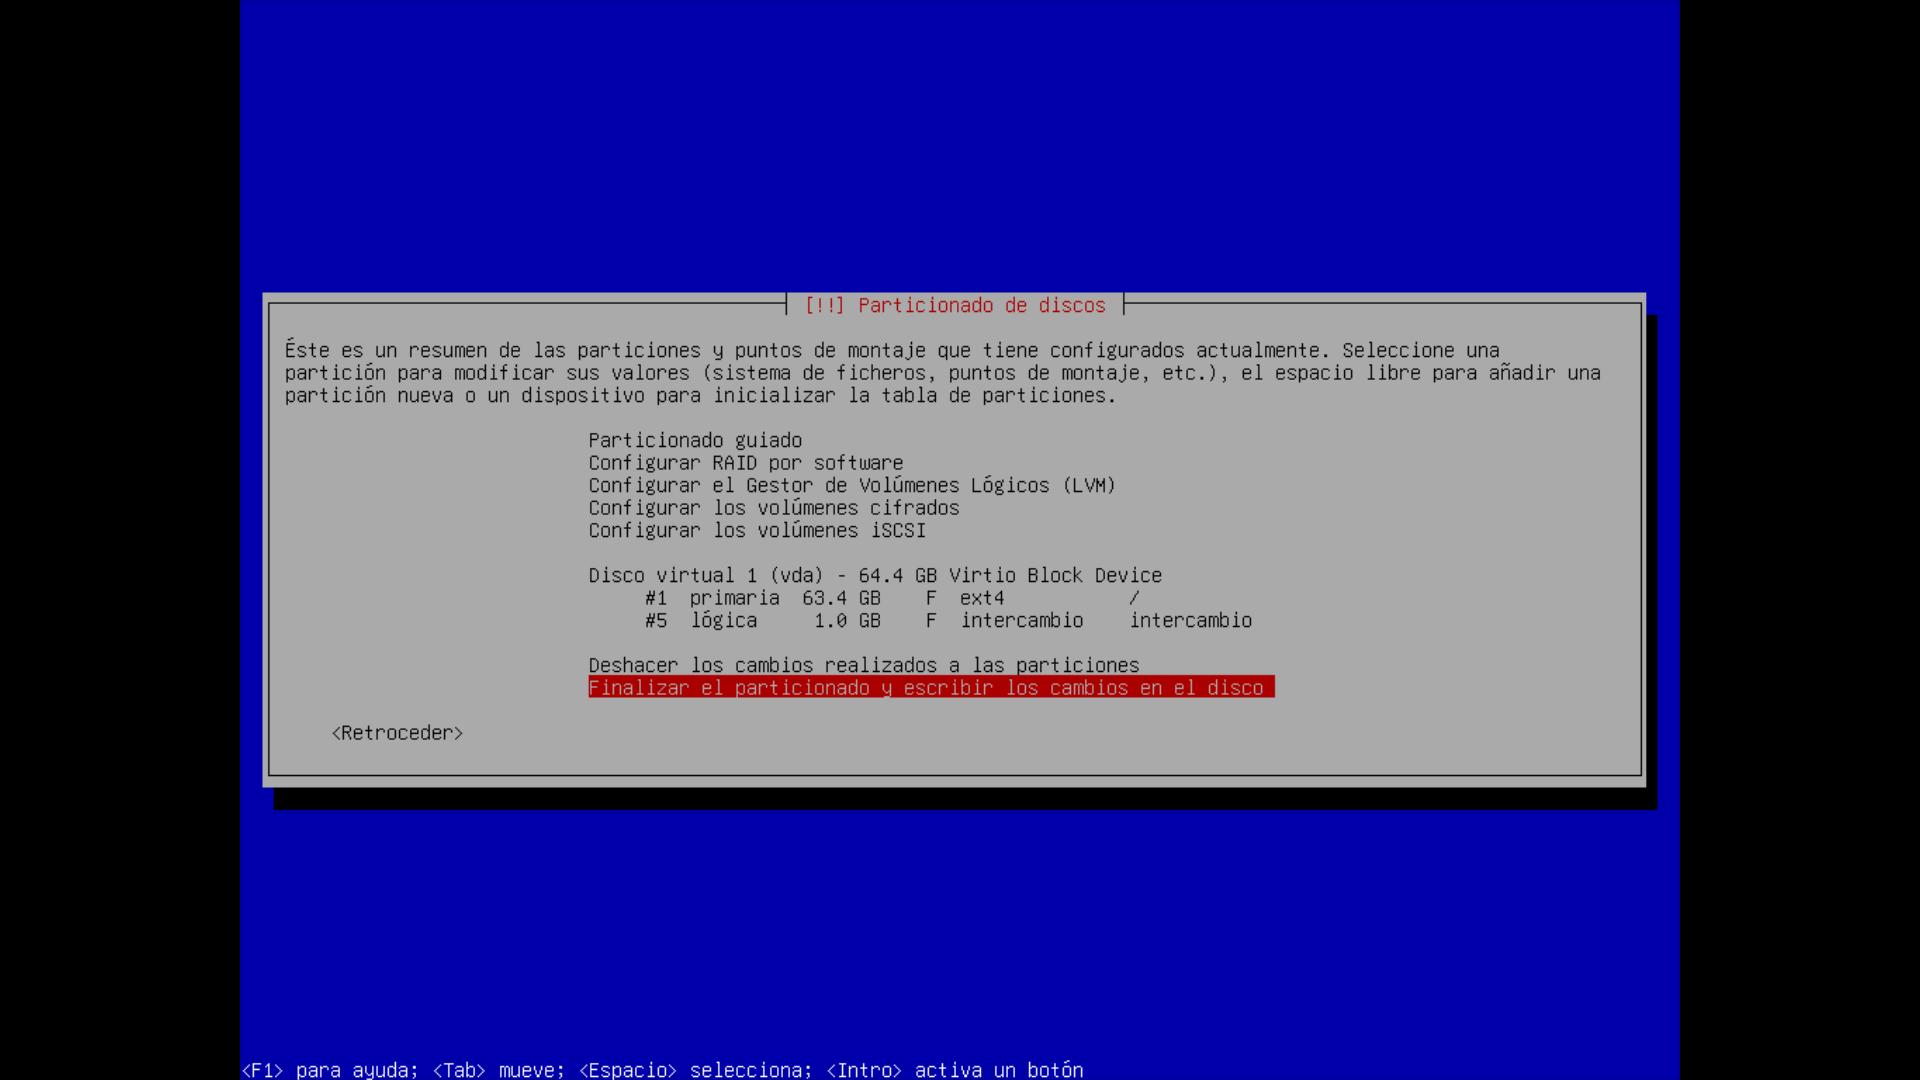 [!!] Particionado de discos
Éste es un resumen de las particiones y puntos de montaje que tiene configurados actualmente. Seleccione una
partición para modificar sus valores (sistema de ficheros, puntos de montaje, etc.), el espacio libre para añadir una
partición nueva o un dispositivo para inicializar la tabla de particiones.
Particionado guiado
Configurar RAID por software
Configurar el Gestor de Volúmenes Lógicos (LVM)
Configurar los volúmenes cifrados
Configurar los volúmenes iSCSI
Disco virtual 1 (vda) - 64.4 GB Virtio Block Device
#1 primaria 63.4 GB F ext4 /
#5 lógica 1.0 GB F intercambio intercambio
Deshacer los cambios realizados a las particiones
Finalizar el particionado y escribir los cambios en el disco
<Retroceder>
<F1> para ayuda; <Tab> mueve; <Espacio> selecciona; <Intro> activa un botón